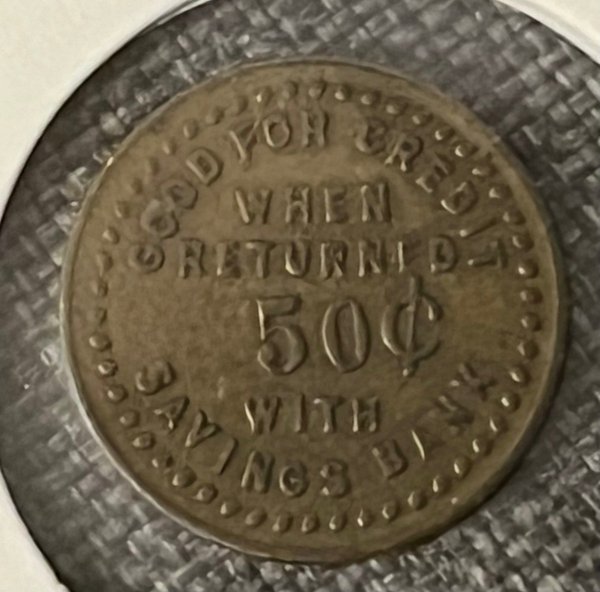 GOOD FOR CREDIT
WHEN
RETURNED
50¢
WITH
SAVINGS BANK